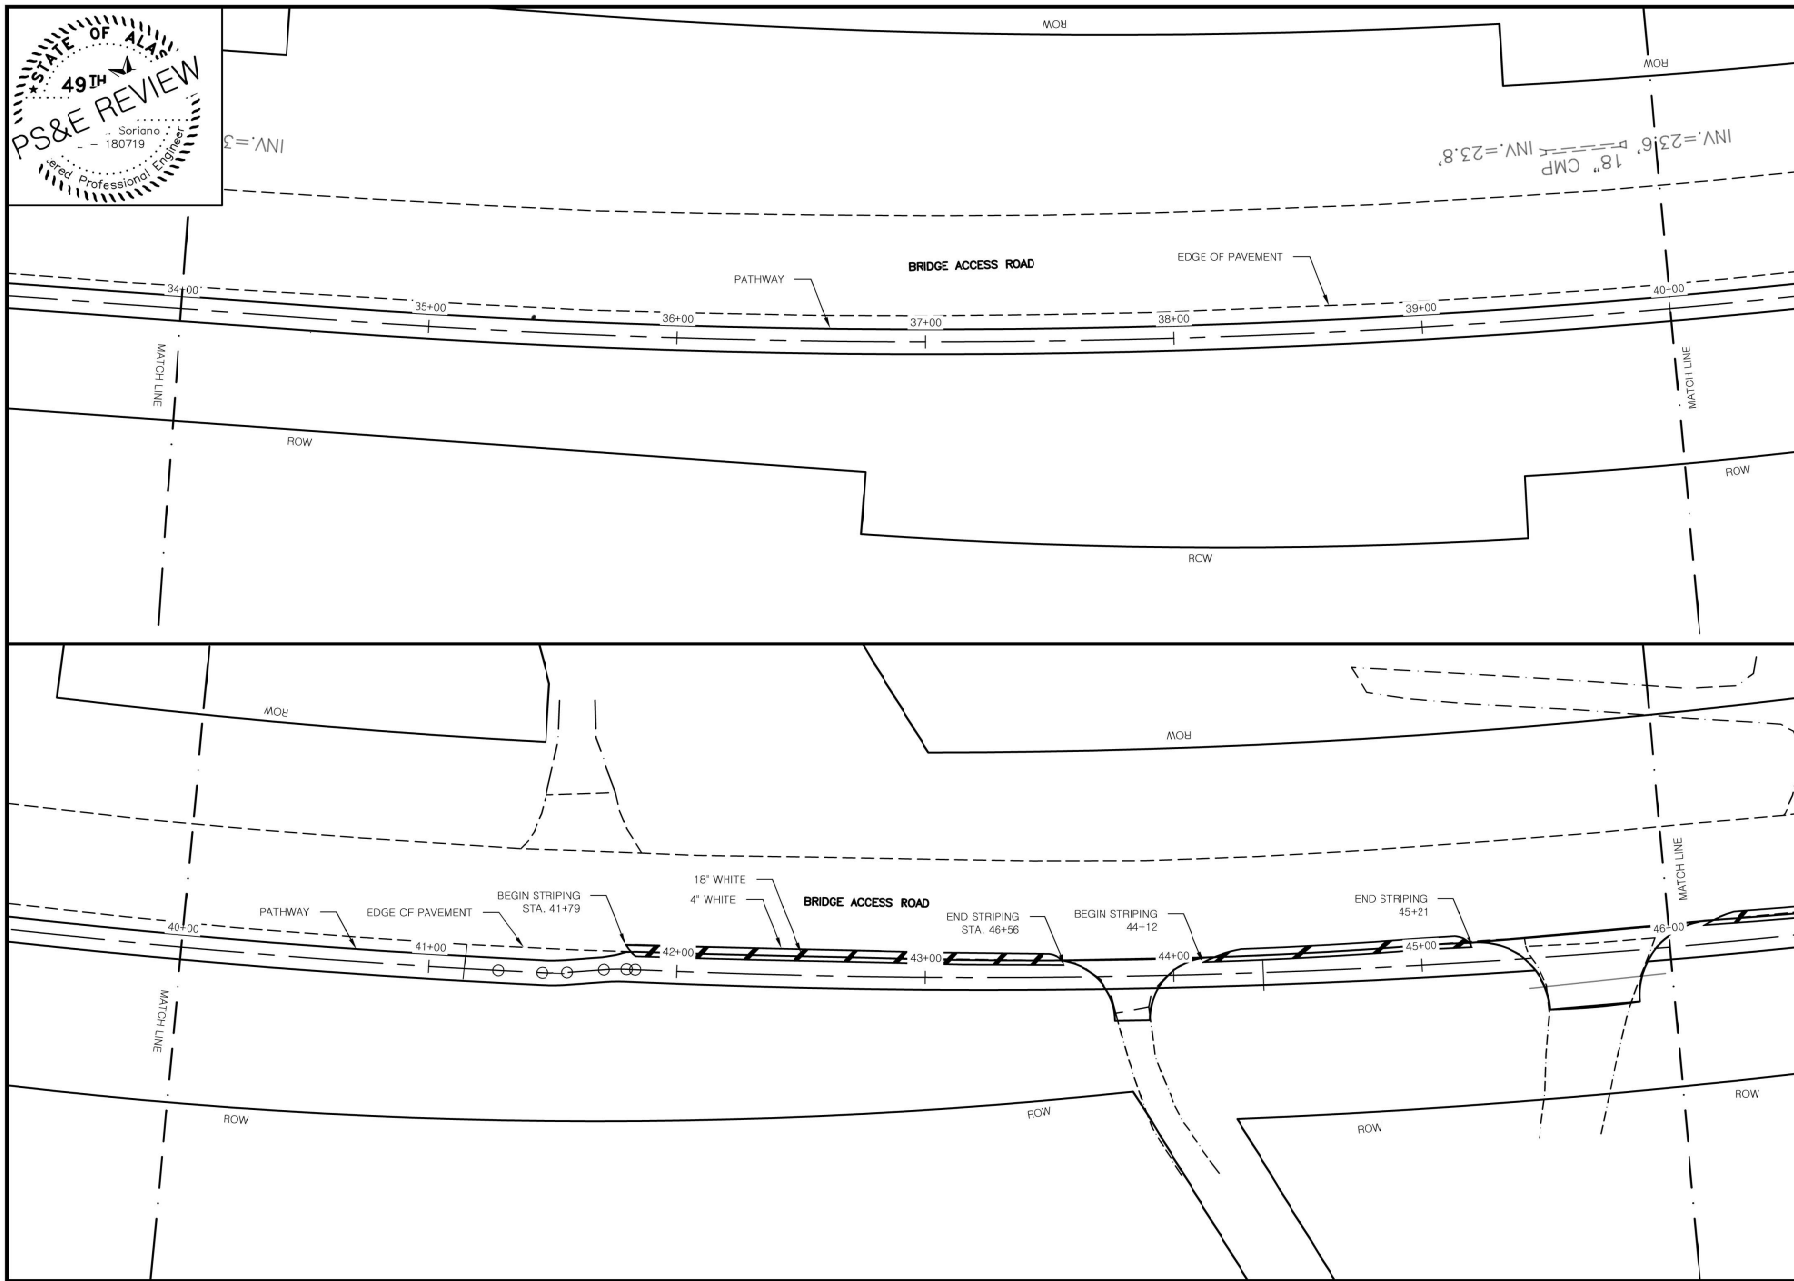 STATE OF ALAS
49TH
PS&E REVIEW
Soriano
180719
ered Professional Engineer
ROW
ROW
INV.=3
INV.=23.8'
18" CMP
INV.=23.6'
BRIDGE ACCESS ROAD
EDGE OF PAVEMENT
PATHWAY
34+00
35+00
36+00
37+00
38+00
39+00
40+00
MATCH LINE
MATCH LINE
ROW
ROW
ROW
ROW
ROW
MATCH LINE
18" WHITE
4" WHITE
BRIDGE ACCESS ROAD
BEGIN STRIPING
STA. 41+79
PATHWAY
EDGE OF PAVEMENT
END STRIPING
STA. 46+56
BEGIN STRIPING
44+12
END STRIPING
45+21
40+00
41+00
42+00
43+00
44+00
45+00
46+00
MATCH LINE
ROW
ROW
ROW
ROW